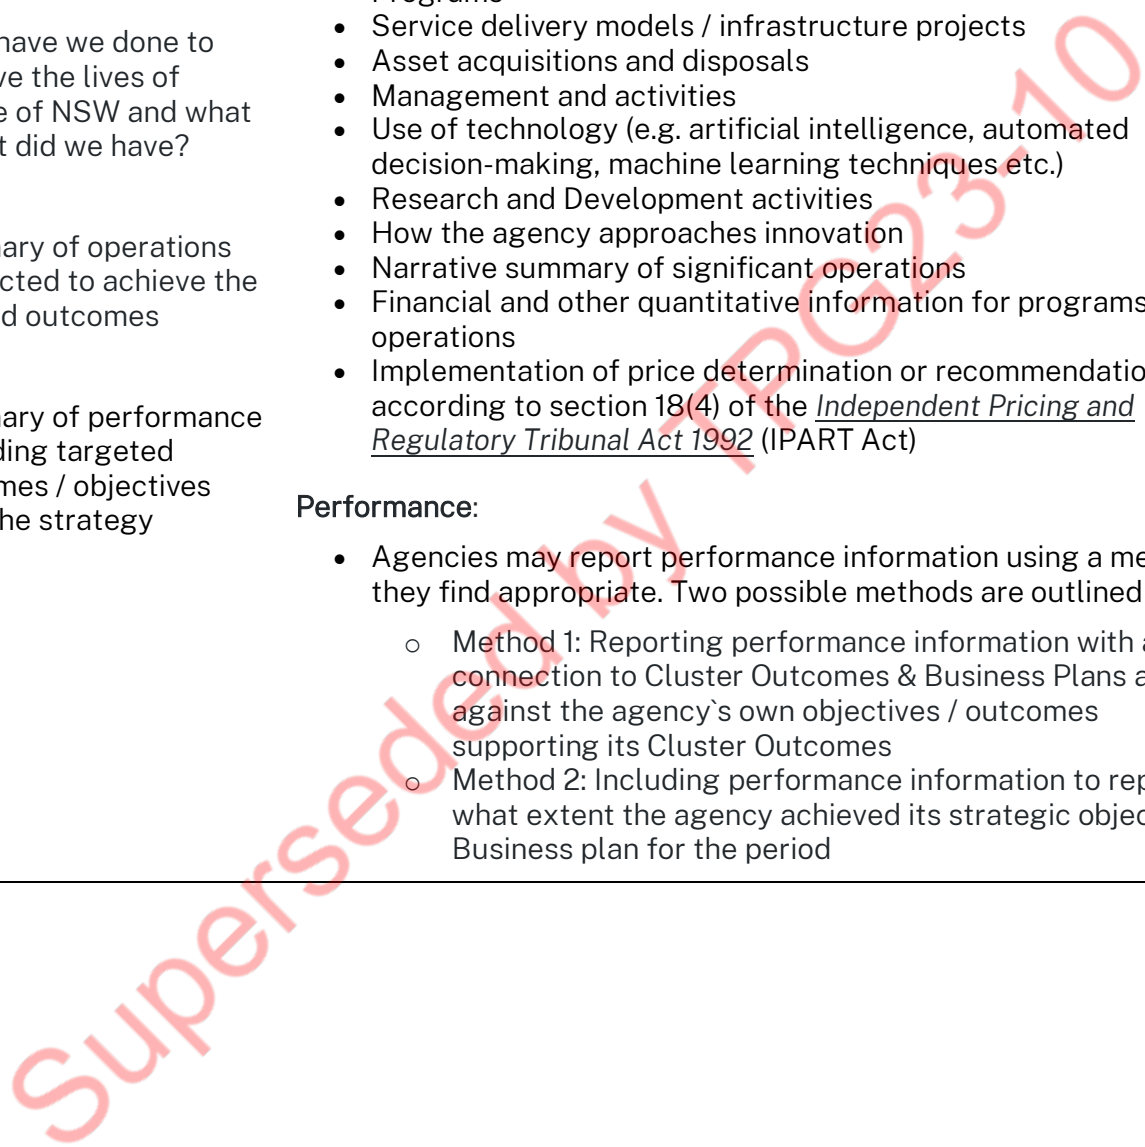 have we done to
ve the lives of
e of NSW and what
t did we have?
ary of operations
cted to achieve the
d outcomes
ary of performance
ding targeted
mes / objectives
he strategy
Programs
• Service delivery models / infrastructure projects
• Asset acquisitions and disposals
• Management and activities
• Use of technology (e.g. artificial intelligence, automated
decision-making, machine learning techniques etc.)
• Research and Development activities
• How the agency approaches innovation
• Narrative summary of significant operations
• Financial and other quantitative information for programs
operations
• Implementation of price determination or recommendatio
according to section 18(4) of the Independent Pricing and
Regulatory Tribunal Act 1992 (IPART Act)
Performance:
• Agencies may report performance information using a me
they find appropriate. Two possible methods are outlined
o Method 1: Reporting performance information with a
connection to Cluster Outcomes & Business Plans a
against the agency`s own objectives / outcomes
supporting its Cluster Outcomes
o Method 2: Including performance information to rep
what extent the agency achieved its strategic objec
Business plan for the period
Superseded by TPG23-10